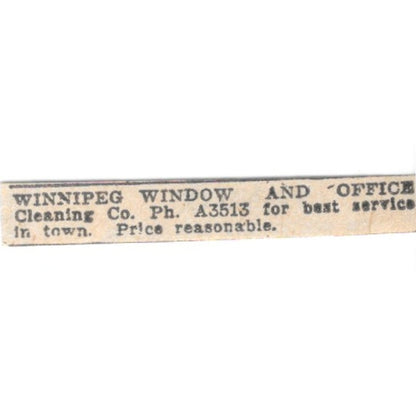 WINNIPEG WINDOW AND OFFICE
Cleaning Co. Ph. A3513 for best service
in town. Price reasonable.